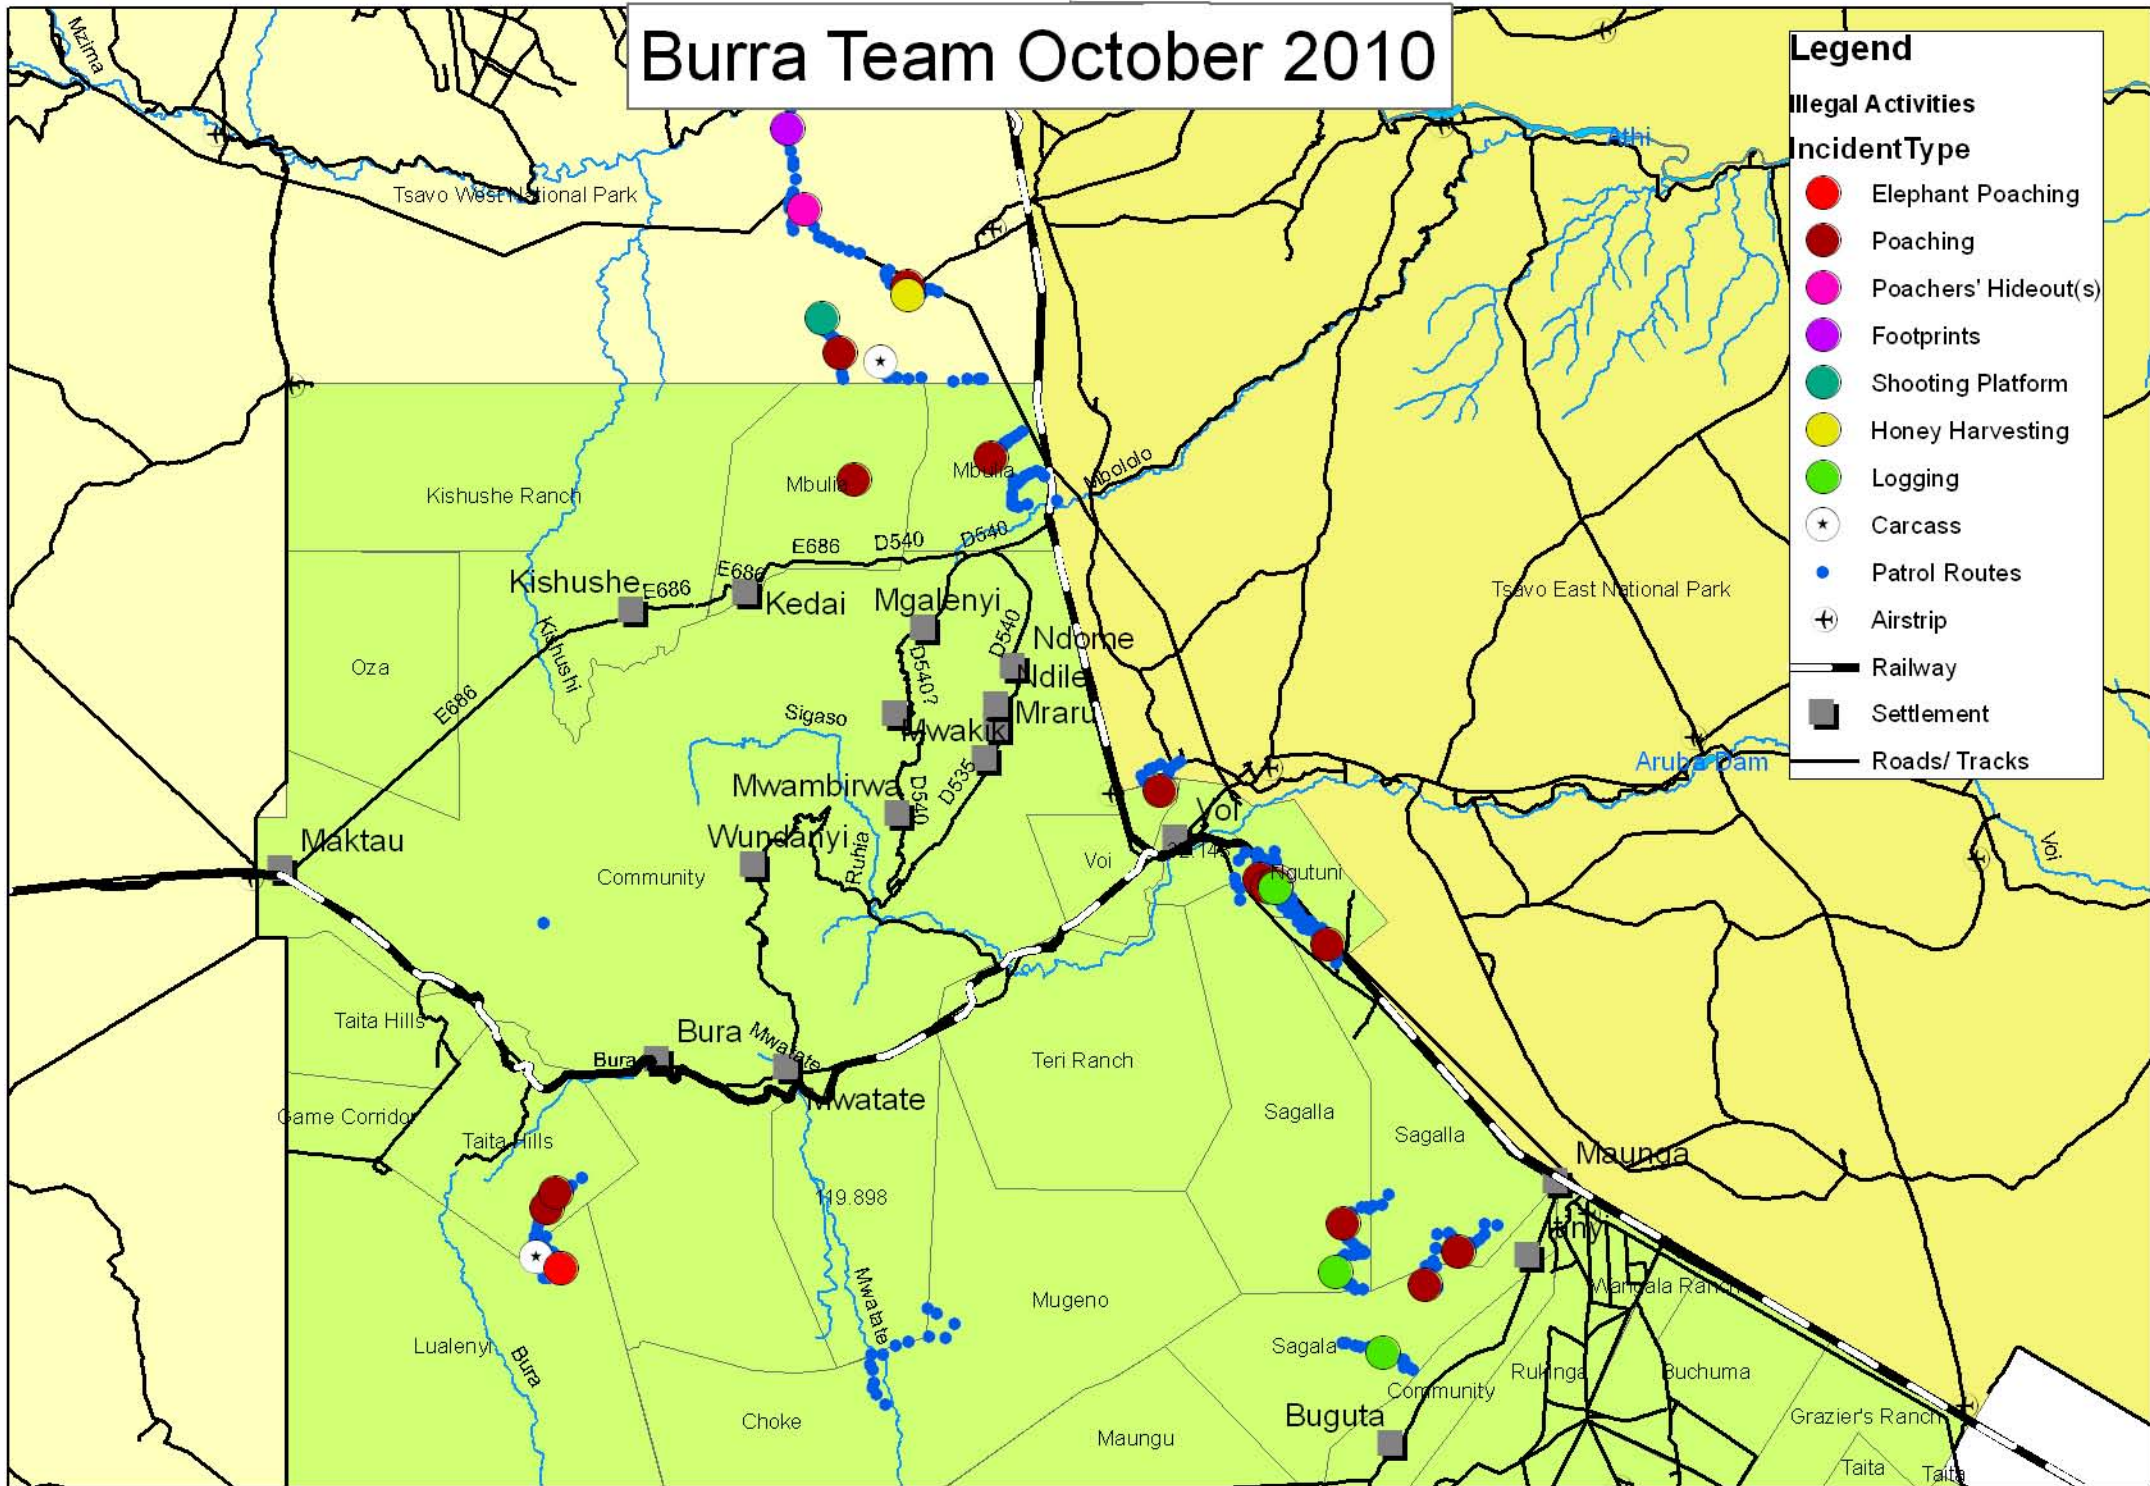 Burra Team October 2010
Legend
Illegal Activities
IncidentType
Elephant Poaching
Poaching
Poachers' Hideout(s)
Footprints
Shooting Platform
Honey Harvesting
Logging
Carcass
Patrol Routes
Airstrip
Railway
Settlement
Roads/ Tracks
Mzima
Athi
Tsavo West National Park
Mbololo
Mbulia
Mbulia
Kishushe Ranch
D540
D540
E686
E686
E686
Kishushe
Kedai
Mgalenyi
Tsavo East National Park
Kishushi
D540
Ndome
Oza
Ndile
D540?
E686
Mraru
Sigaso
Mwakik
Aruba Dam
D535
Mwambirwa
D540
Voi
Maktau
Wundanyi
Ruhia
Voi
Voi
Ngutuni
Community
Taita Hills
Bura
Mwatate
Bura
Teri Ranch
Mwatate
Game Corridor
Sagalla
Sagalla
Taita Hills
Maunga
119.898
Wangala Ranch
Mugeno
Mwatate
Lualenyi
Bura
Sagala
Rukinga
Buchuma
Community
Choke
Buguta
Grazier's Ranch
Maungu
Taita
Taita